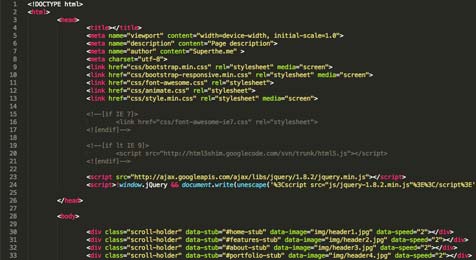 1 <!DOCTYPE html>
2 <html>
3 <head>
4 <title></title>
5 <meta name="viewport" content="width=device-width, initial-scale=1.0">
6 <meta name="description" content="Page description">
7 <meta name="author" content="Superthe.me" >
8 <meta charset="utf-8">
9 <link href="css/bootstrap.min.css" rel="stylesheet" media="screen">
10 <link href="css/bootstrap-responsive.min.css" rel="stylesheet">
11 <link href="css/font-awesome.css" rel="stylesheet">
12 <link href="css/animate.css" rel="stylesheet">
13 <link href="css/style.min.css" rel="stylesheet" media="screen">
14
15 <!--[if IE 7]>
16 <link href="css/font-awesome-ie7.css" rel="stylesheet">
17 <![endif]-->
18
19 <!--[if lt IE 9]>
20 <script src="http://html5shim.googlecode.com/svn/trunk/html5.js"></script>
21 <![endif]-->
22
23 <script src="http://ajax.googleapis.com/ajax/libs/jquery/1.8.2/jquery.min.js"></script>
24 <script>!window.jQuery && document.write(unescape('%3Cscript src="js/jquery-1.8.2.min.js"%3E%3C/script%3E'
25
26 </head>
27
28 <body>
29
30 <div class="scroll-holder" data-stub="#home-stub" data-image="img/header2.jpg" data-speed="2"></div>
31 <div class="scroll-holder" data-stub="#features-stub" data-image="img/header1.jpg" data-speed="2"></div>
32 <div class="scroll-holder" data-stub="#about-stub" data-image="img/header3.jpg" data-speed="2"></div>
33 <div class="scroll-holder" data-stub="#portfolio-stub" data-image="img/header4.jpg" data-speed="2"></div>